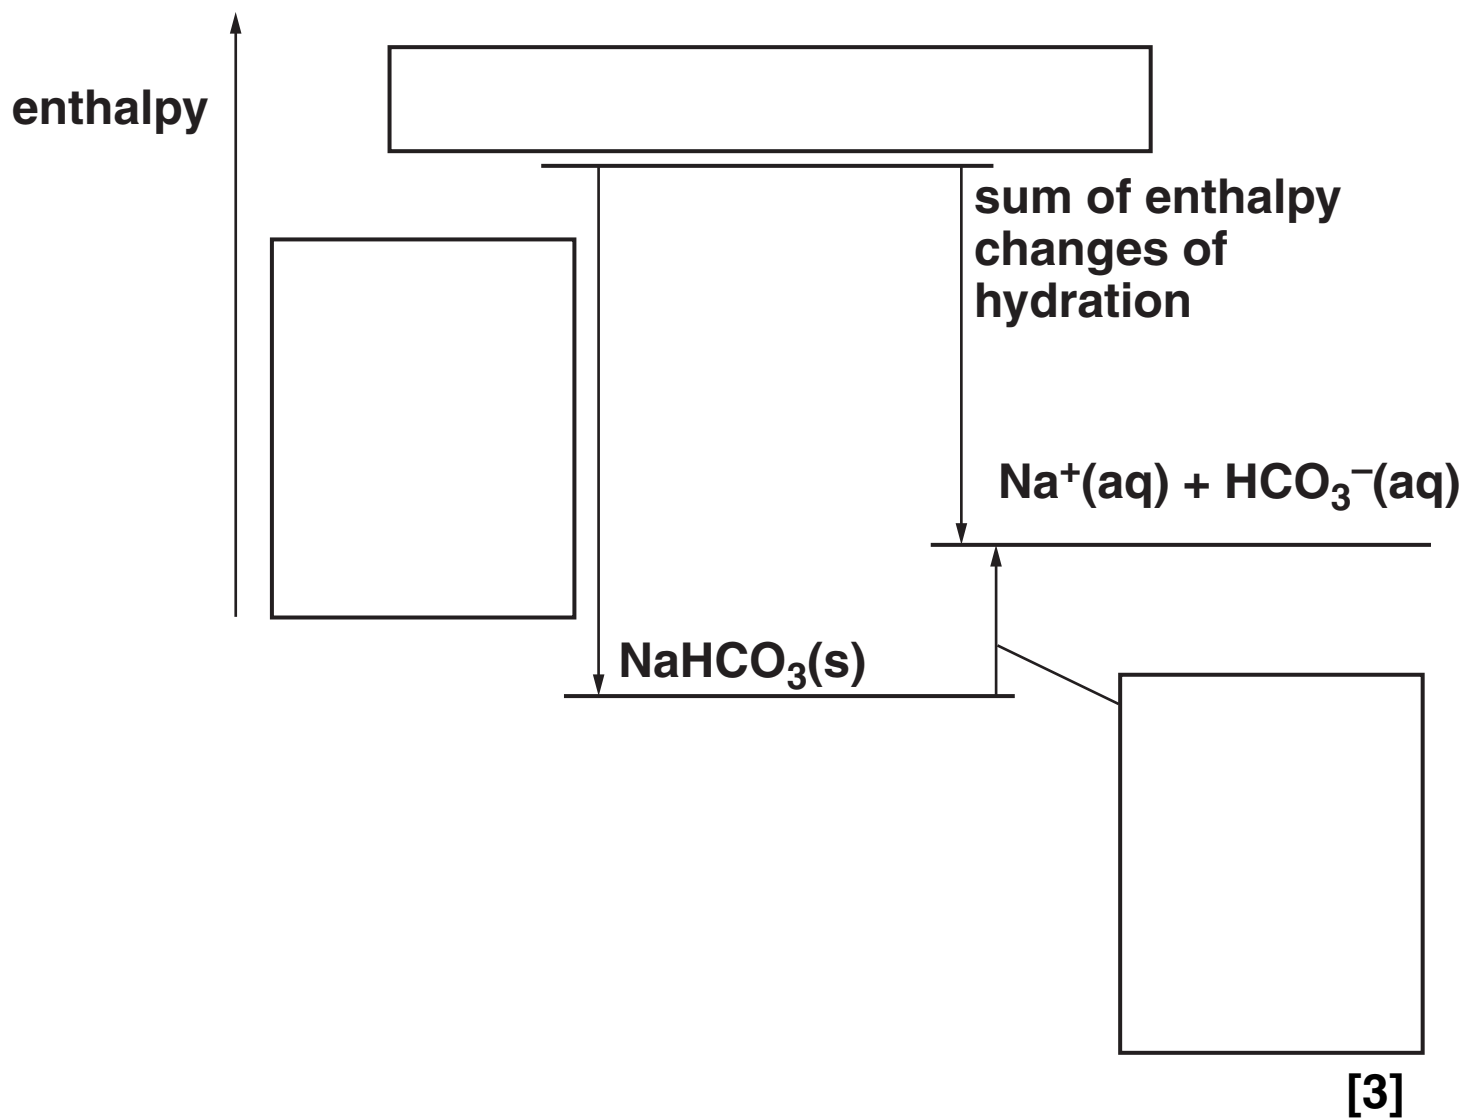 enthalpy
sum of enthalpy
changes of
hydration
Na⁺(aq) + HCO₃⁻(aq)
NaHCO₃(s)
[3]